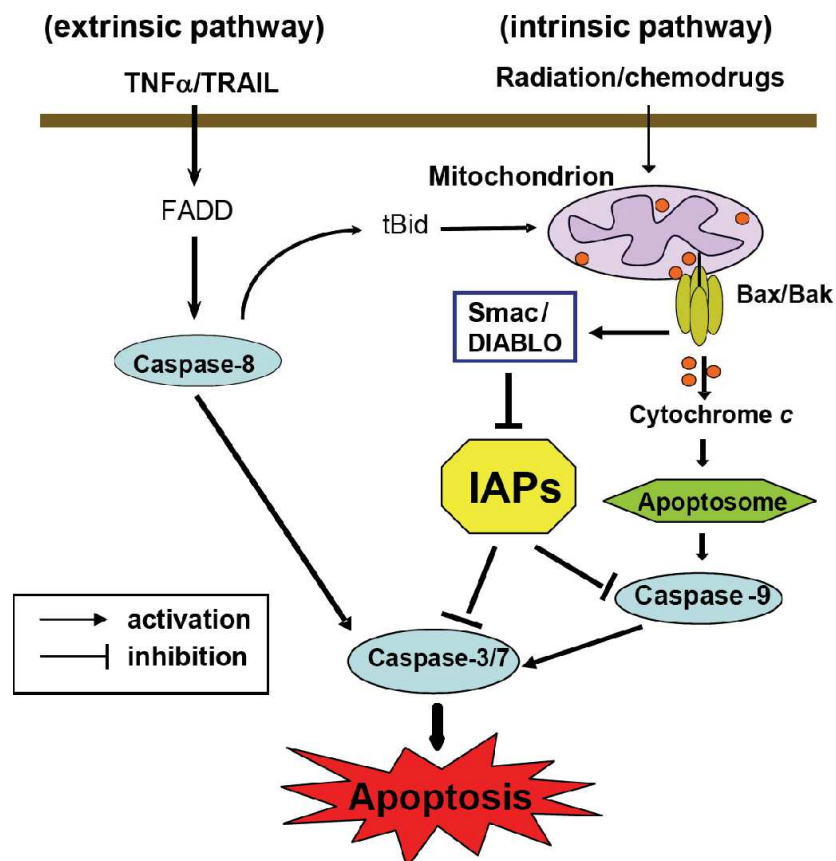 (extrinsic pathway)
(intrinsic pathway)
TNFα/TRAIL
Radiation/chemodrugs
Mitochondrion
FADD
tBid
Bax/Bak
Smac/
DIABLO
Caspase-8
Cytochrome c
IAPs
Apoptosome
Caspase -9
activation
inhibition
Caspase-3/7
Apoptosis